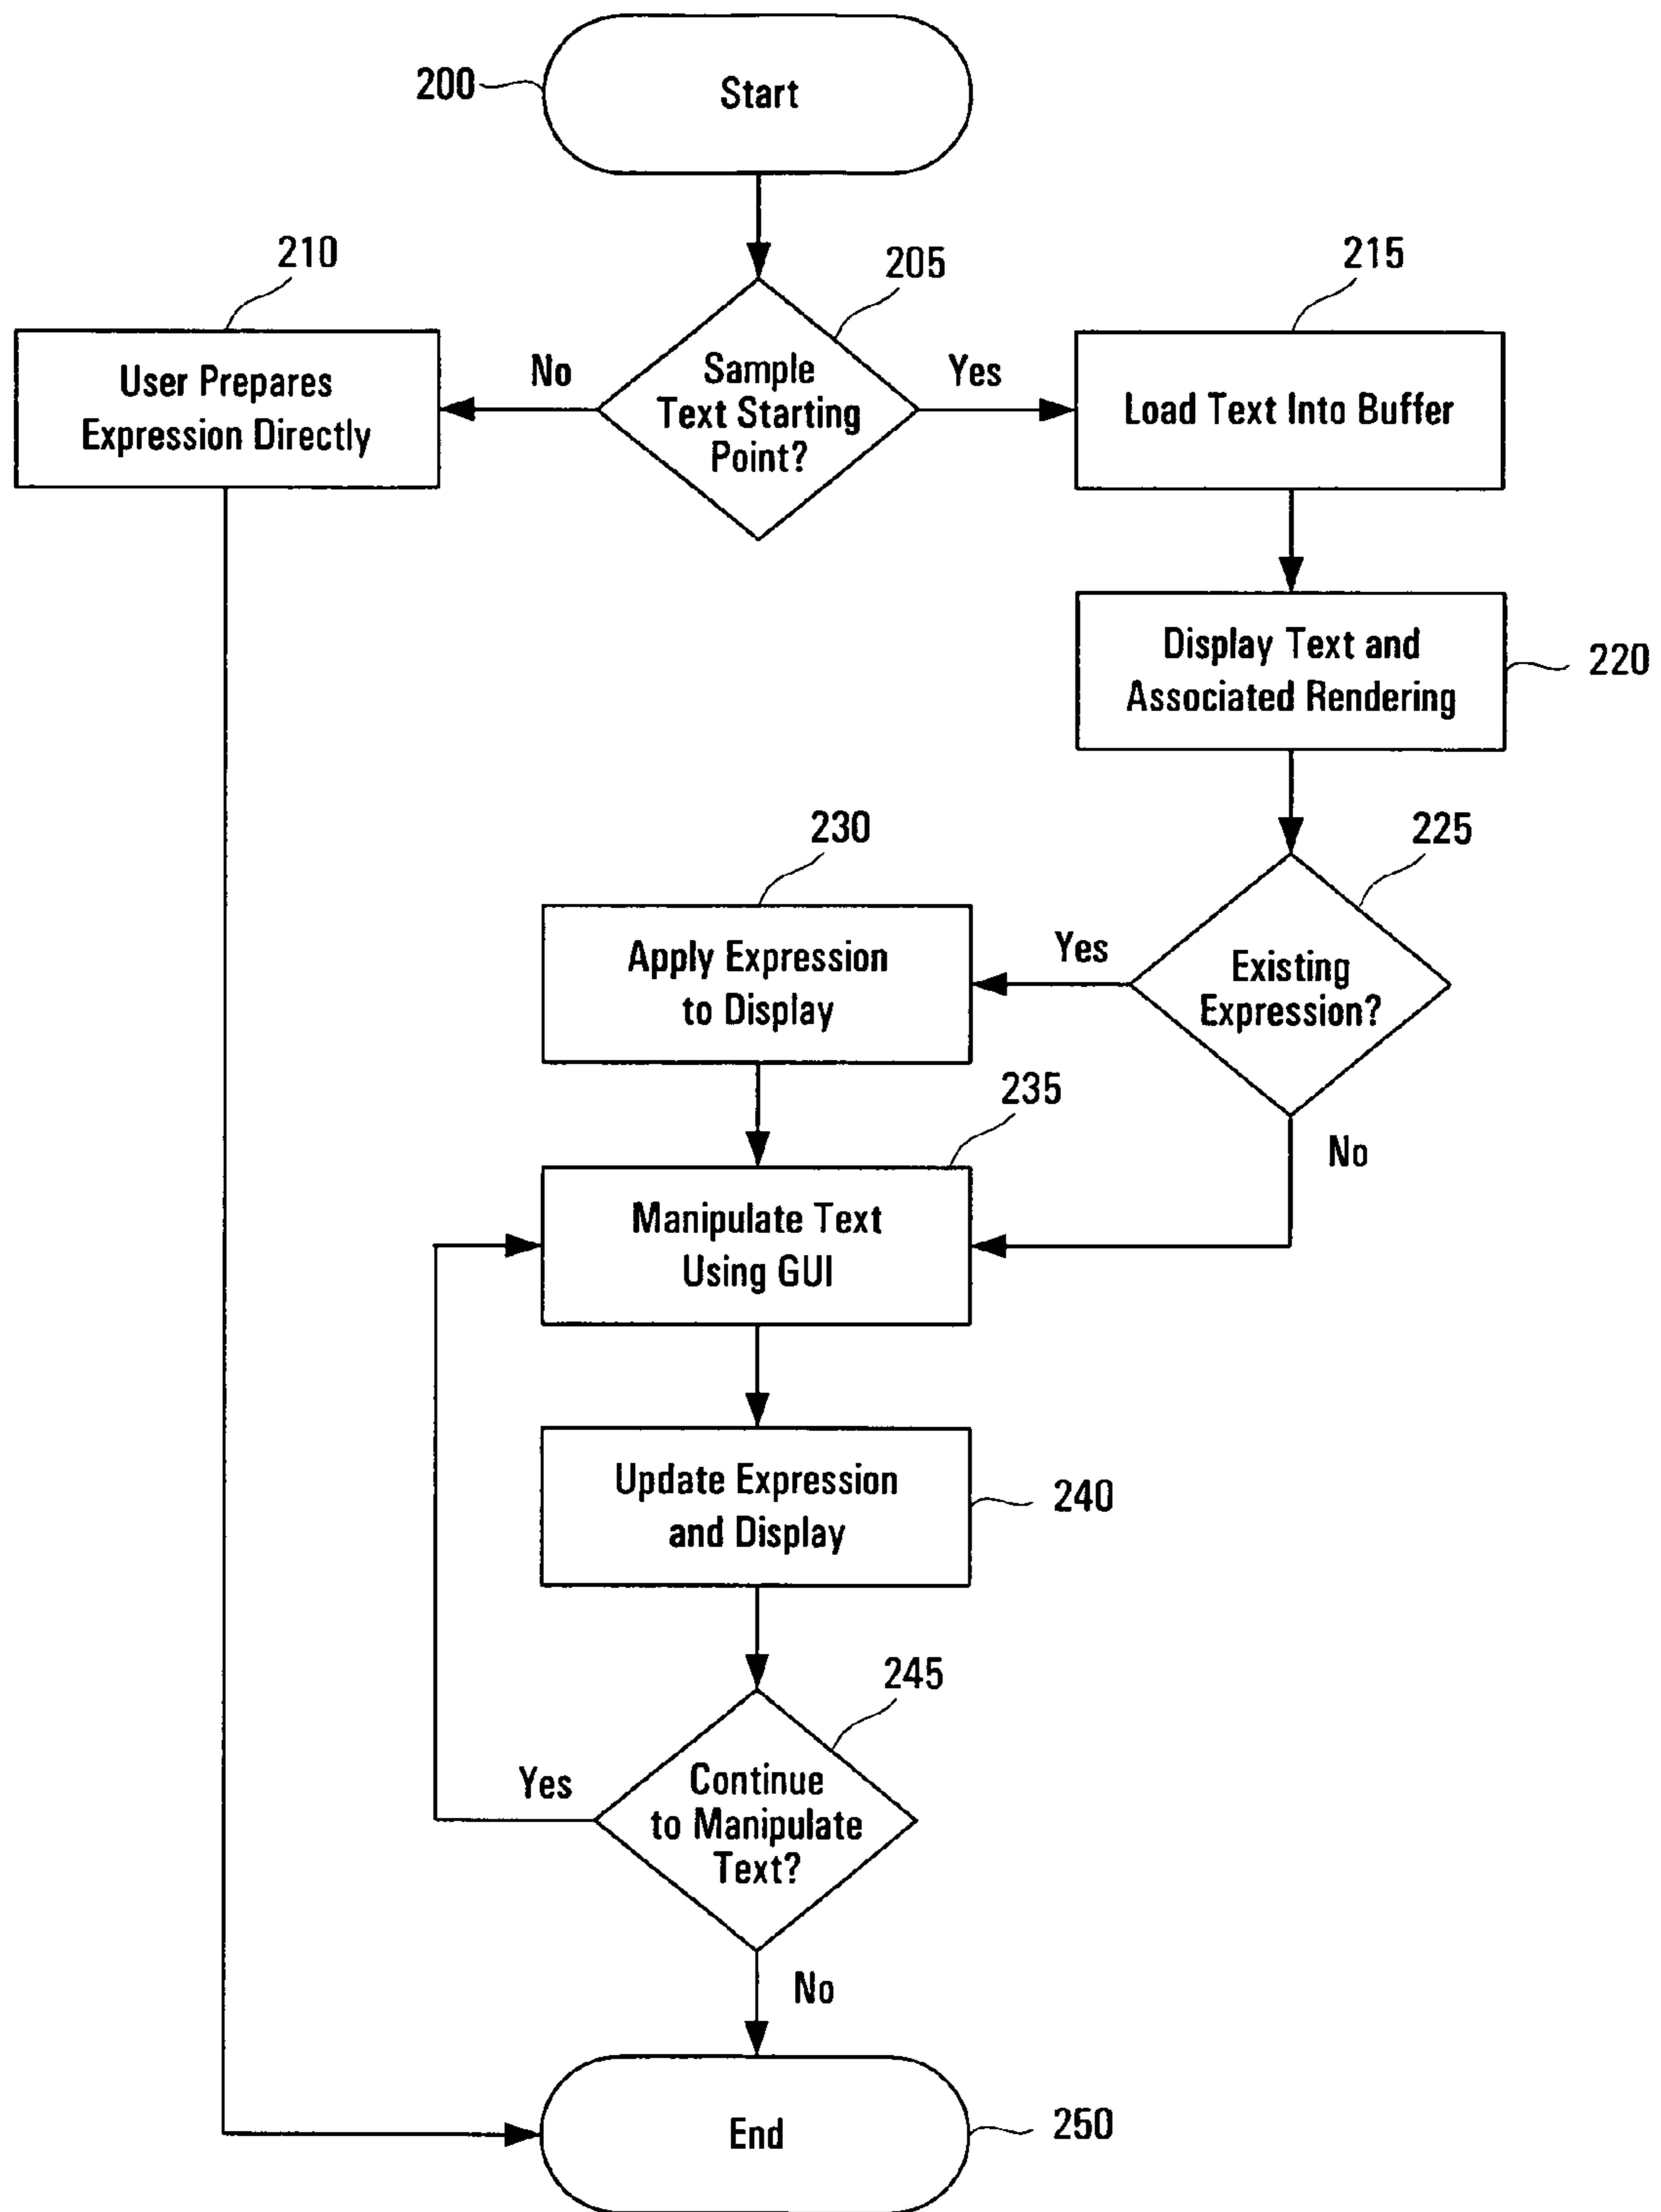 200
Start
210
205
215
User Prepares
Expression Directly
No
Sample
Text Starting
Point?
Yes
Load Text Into Buffer
Display Text and
Associated Rendering
220
230
225
Apply Expression
to Display
Yes
Existing
Expression?
235
No
Manipulate Text
Using GUI
Update Expression
and Display
240
245
Yes
Continue
to Manipulate
Text?
No
End
250